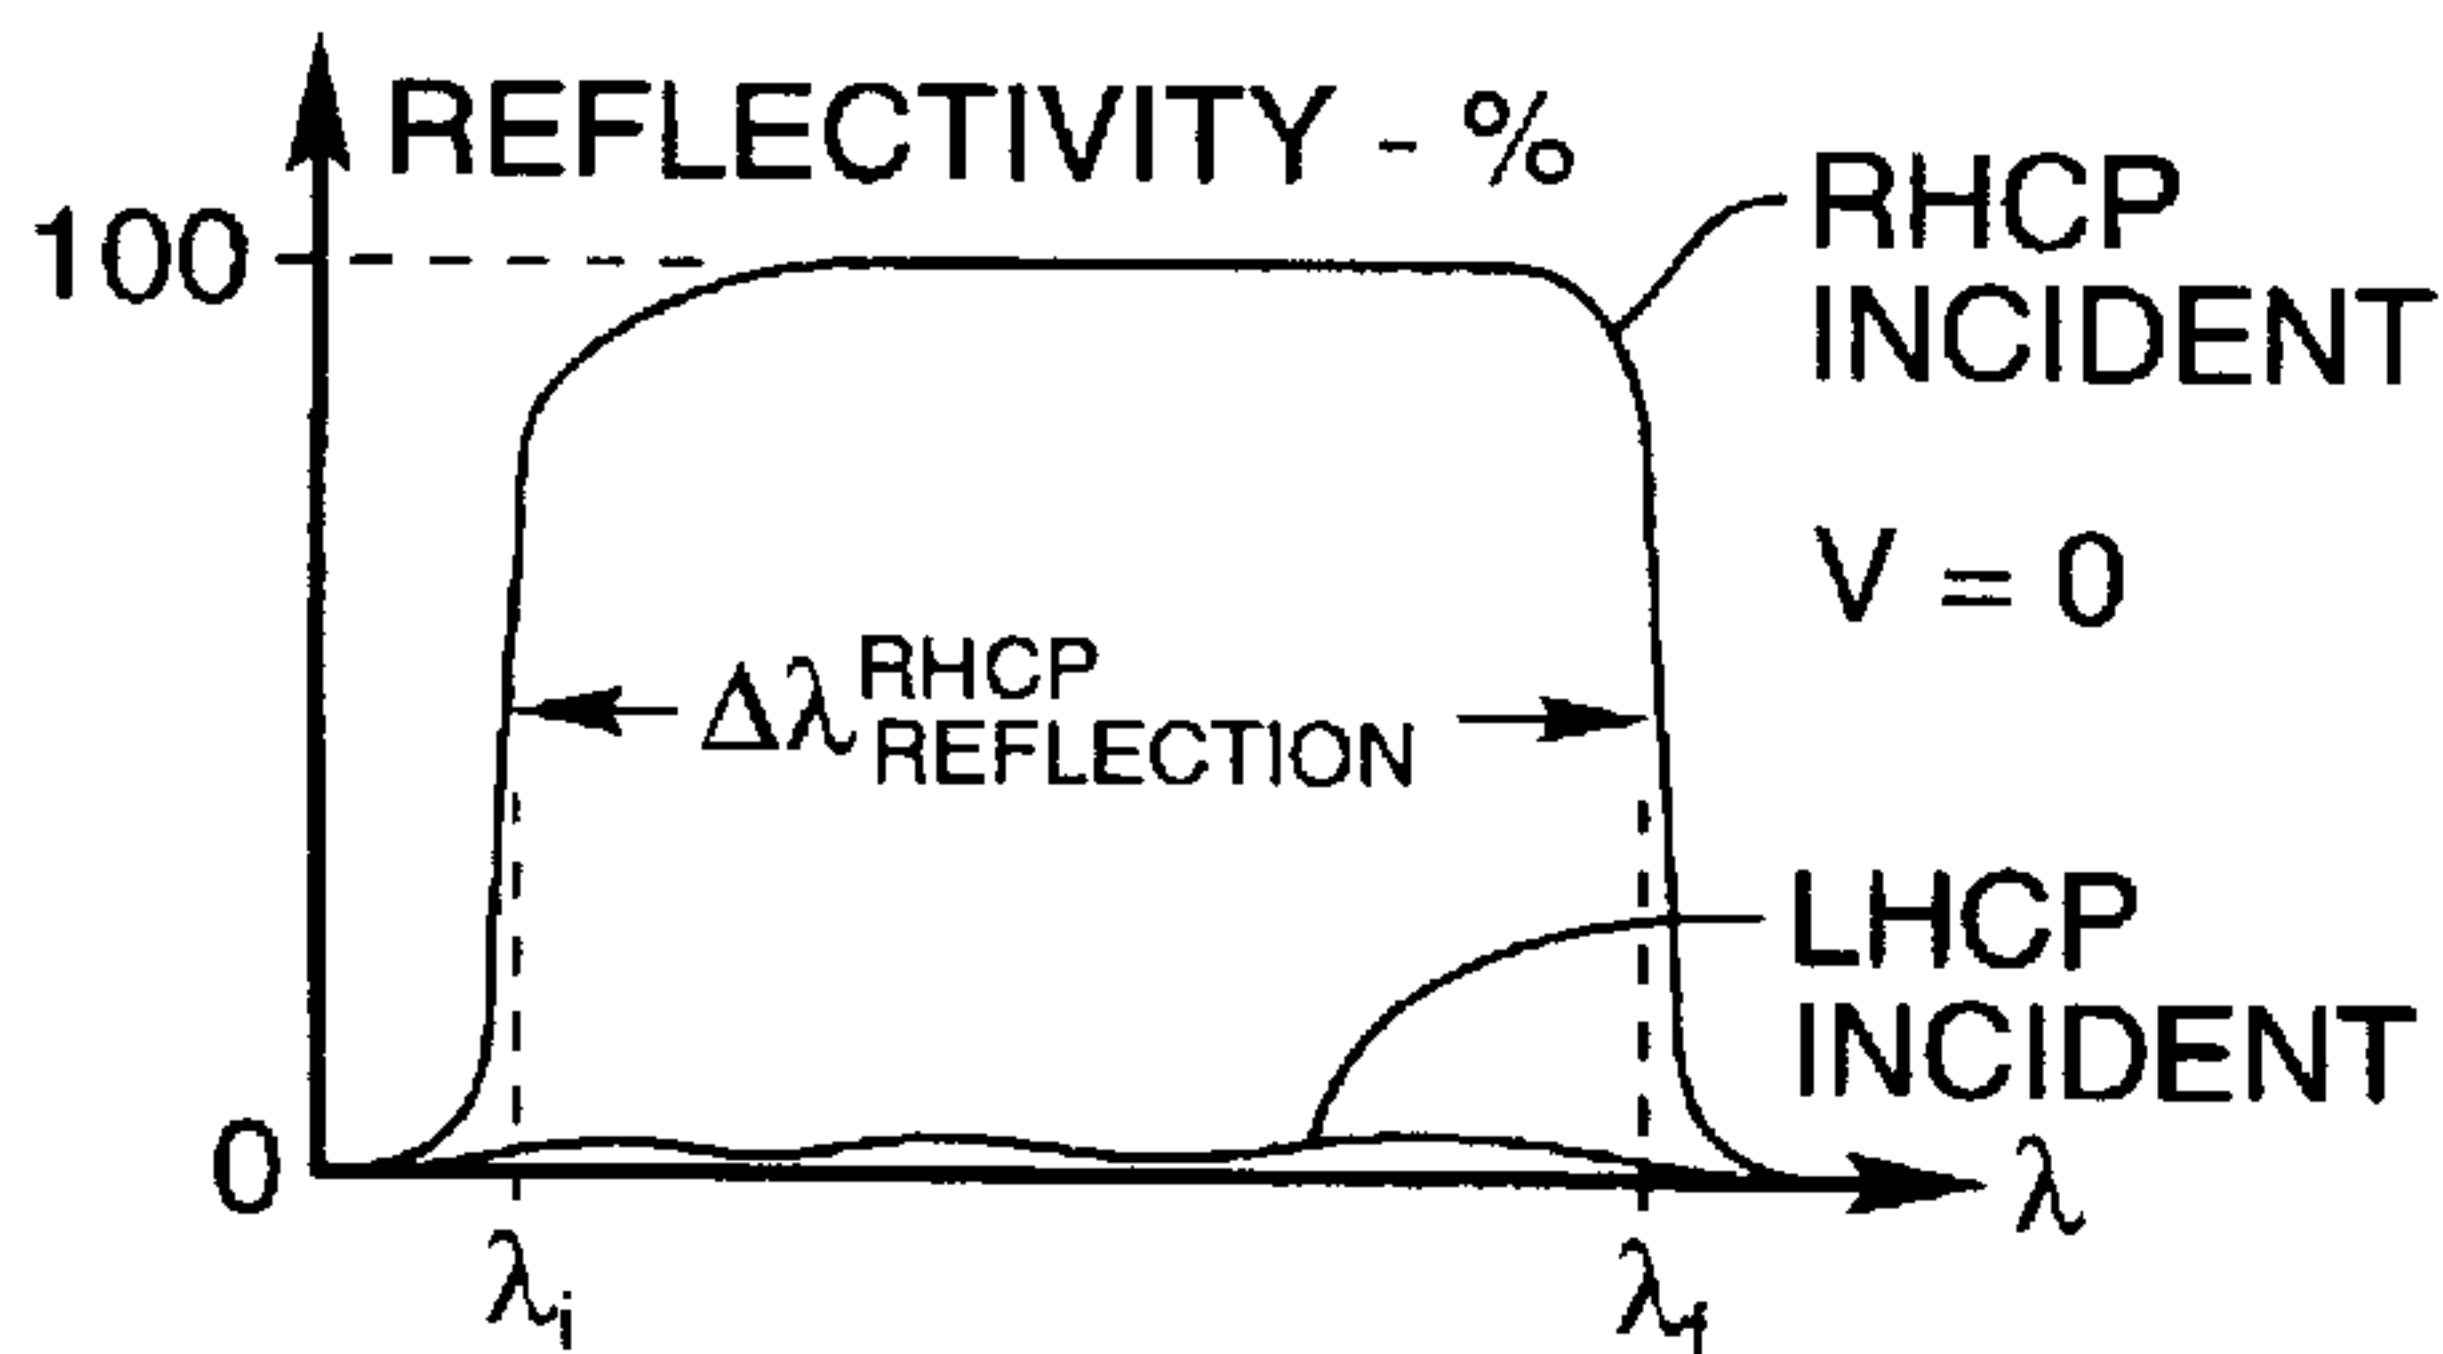 REFLECTIVITY - %
100
RHCP
INCIDENT
V = 0
Δλ RHCP
REFLECTION
LHCP
INCIDENT
0
λ
λi
λf